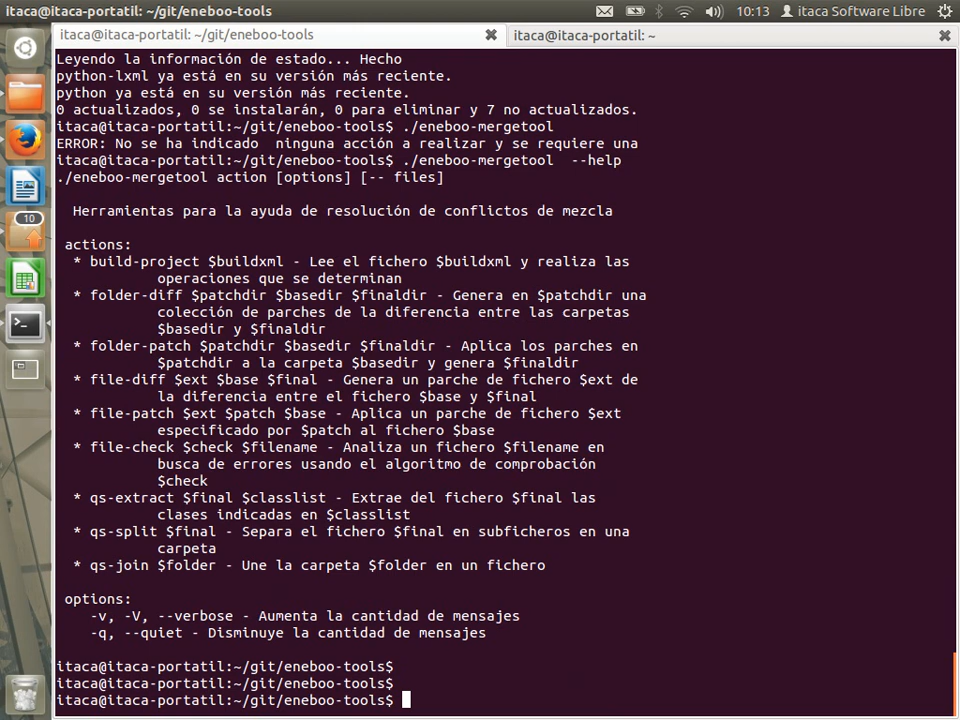 itaca@itaca-portatil: ~/git/eneboo-tools
10:13
itaca Software Libre
itaca@itaca-portatil: ~/git/eneboo-tools
itaca@itaca-portatil: ~
10
Leyendo la información de estado... Hecho
python-lxml ya está en su versión más reciente.
python ya está en su versión más reciente.
0 actualizados, 0 se instalarán, 0 para eliminar y 7 no actualizados.
itaca@itaca-portatil:~/git/eneboo-tools$ ./eneboo-mergetool
ERROR: No se ha indicado  ninguna acción a realizar y se requiere una
itaca@itaca-portatil:~/git/eneboo-tools$ ./eneboo-mergetool  --help
./eneboo-mergetool action [options] [-- files]
Herramientas para la ayuda de resolución de conflictos de mezcla
actions:
* build-project $buildxml - Lee el fichero $buildxml y realiza las
operaciones que se determinan
* folder-diff $patchdir $basedir $finaldir - Genera en $patchdir una
colección de parches de la diferencia entre las carpetas
$basedir y $finaldir
* folder-patch $patchdir $basedir $finaldir - Aplica los parches en
$patchdir a la carpeta $basedir y genera $finaldir
* file-diff $ext $base $final - Genera un parche de fichero $ext de
la diferencia entre el fichero $base y $final
* file-patch $ext $patch $base - Aplica un parche de fichero $ext
especificado por $patch al fichero $base
* file-check $check $filename - Analiza un fichero $filename en
busca de errores usando el algoritmo de comprobación
$check
* qs-extract $final $classlist - Extrae del fichero $final las
clases indicadas en $classlist
* qs-split $final - Separa el fichero $final en subficheros en una
carpeta
* qs-join $folder - Une la carpeta $folder en un fichero
options:
-v, -V, --verbose - Aumenta la cantidad de mensajes
-q, --quiet - Disminuye la cantidad de mensajes
itaca@itaca-portatil:~/git/eneboo-tools$
itaca@itaca-portatil:~/git/eneboo-tools$
itaca@itaca-portatil:~/git/eneboo-tools$